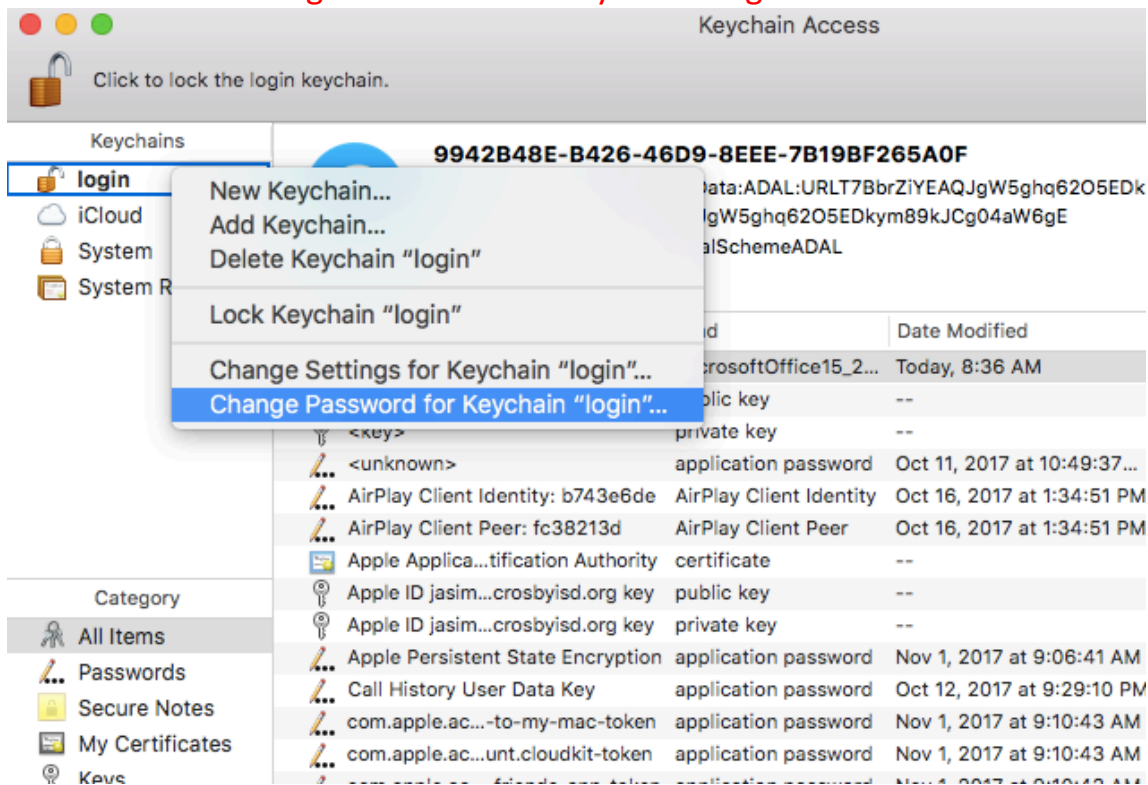 Keychain Access
Click to lock the login keychain.
Keychains
login
iCloud
System
System R
New Keychain...
Add Keychain...
Delete Keychain “login”
Lock Keychain “login”
Change Settings for Keychain “login”...
Change Password for Keychain “login”...
9942B48E-B426-46D9-8EEE-7B19BF265A0F
ata:ADAL:URLT7BbrZiYEAQJgW5ghq62O5EDk
JgW5ghq62O5EDkym89kJCg04aW6gE
alSchemeADAL
Date Modified
crosoftOffice15_2... Today, 8:36 AM
blic key --
<key> private key --
<unknown> application password Oct 11, 2017 at 10:49:37...
AirPlay Client Identity: b743e6de AirPlay Client Identity Oct 16, 2017 at 1:34:51 PM
AirPlay Client Peer: fc38213d AirPlay Client Peer Oct 16, 2017 at 1:34:51 PM
Apple Applica...tification Authority certificate --
Apple ID jasim...crosbyisd.org key public key --
Apple ID jasim...crosbyisd.org key private key --
Apple Persistent State Encryption application password Nov 1, 2017 at 9:06:41 AM
Call History User Data Key application password Oct 12, 2017 at 9:29:10 PM
com.apple.ac...-to-my-mac-token application password Nov 1, 2017 at 9:10:43 AM
com.apple.ac...unt.cloudkit-token application password Nov 1, 2017 at 9:10:43 AM
Category
All Items
Passwords
Secure Notes
My Certificates
Keys